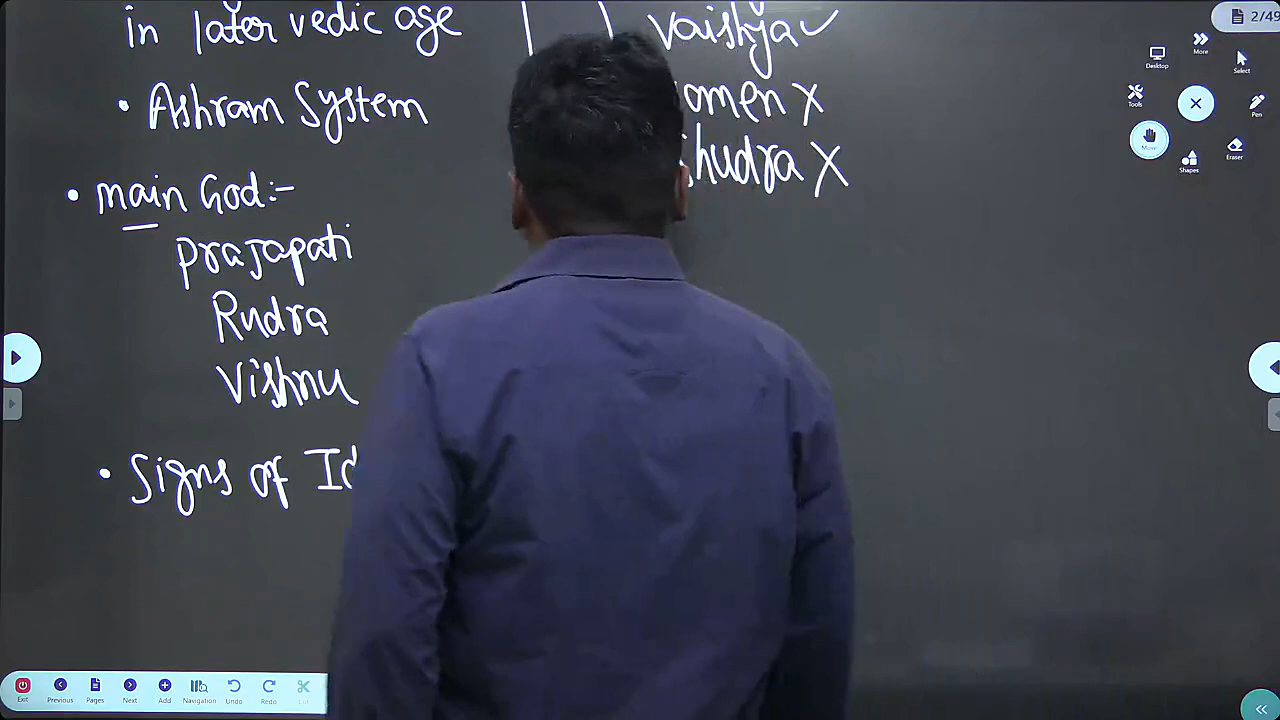 in later vedic age
Vaishya ✓
• Ashram System
omen X
hudra X
• main God:-
Prajapati
Rudra
Vishnu
• Signs of Id
2/49
More
Desktop
Select
Tools
Pen
Move
Eraser
Shapes
Exit
Previous
Pages
Next
Add
Navigation
Undo
Redo